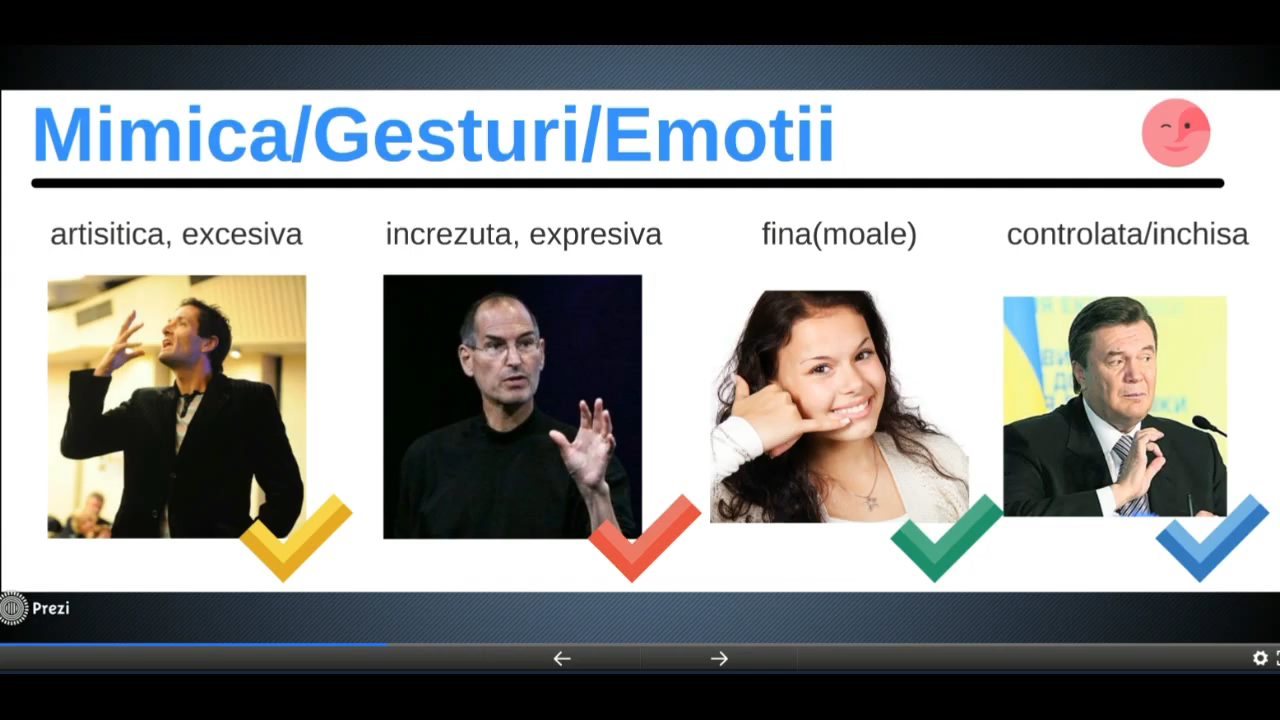 Mimica/Gesturi/Emotii
artisitica, excesiva
increzuta, expresiva
fina(moale)
controlata/inchisa
Prezi